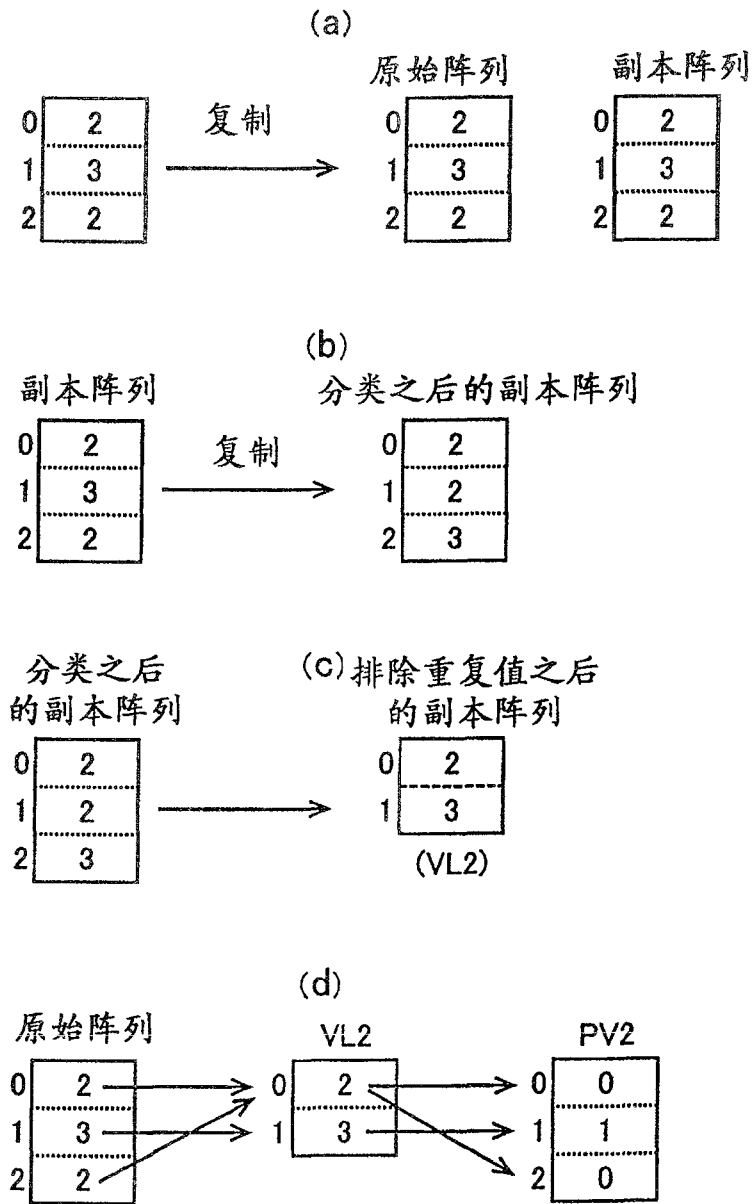 (a)
原始阵列 副本阵列
0 2 复制 0 2 0 2
1 3 1 3 1 3
2 2 2 2 2 2
(b)
副本阵列 分类之后的副本阵列
0 2 复制 0 2
1 3 1 2
2 2 2 3
分类之后 (c) 排除重复值之后
的副本阵列 的副本阵列
0 2 0 2
1 2 1 3
2 3
(VL2)
(d)
原始阵列 VL2 PV2
0 2 0 2 0 0
1 3 1 3 1 1
2 2 2 0